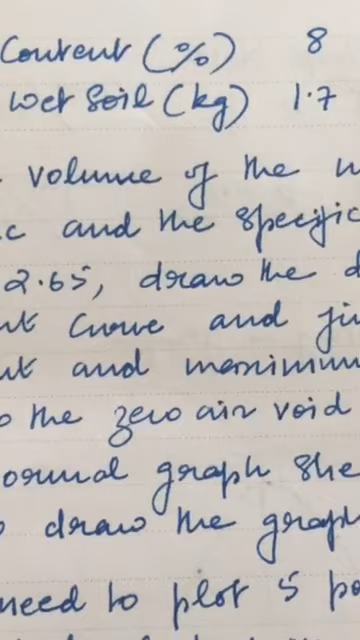 Content (%) 8
Wet Soil (kg) 1.7
volume of the
and the specific
2.65, draw the
Curve and
and maximum
the zero air void
graph
draw the graph
need to plot 5